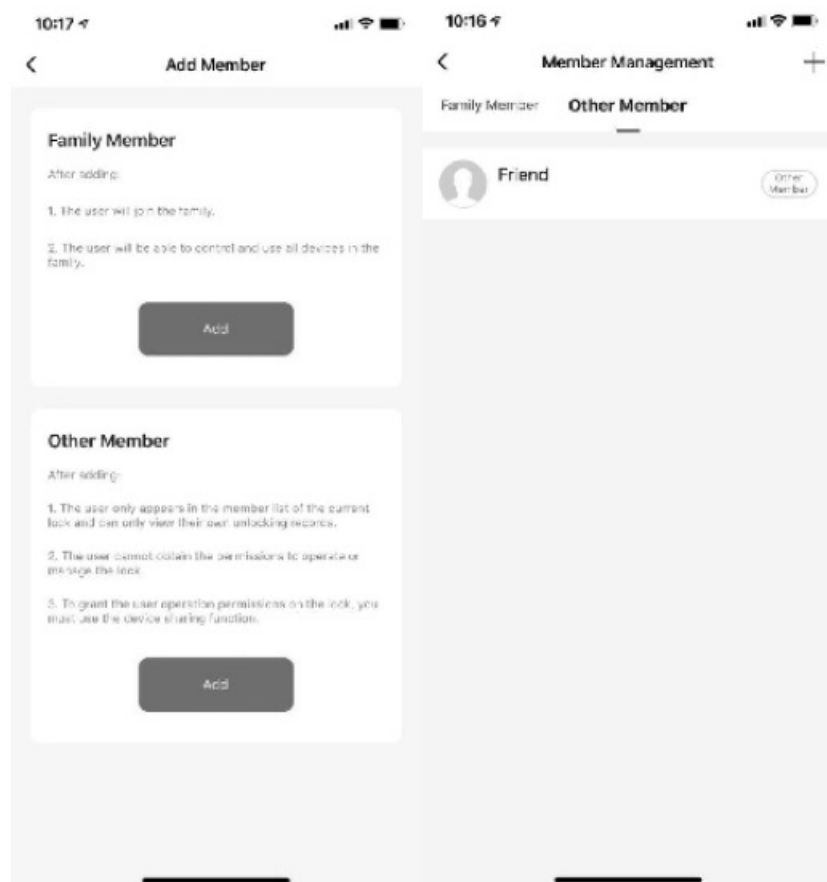 10:17
Add Member
Family Member
After adding:
1. The user will join the family.
2. The user will be able to control and use all devices in the
family.
Add
Other Member
After adding:
1. The user only appears in the member list of the current
lock and can only view their own unlocking records.
2. The user cannot obtain the permissions to operate or
manage the lock.
3. To grant the user operation permissions on the lock, you
must use the device sharing function.
Add
10:16
Member Management
Family Member Other Member
Friend
Other
Member